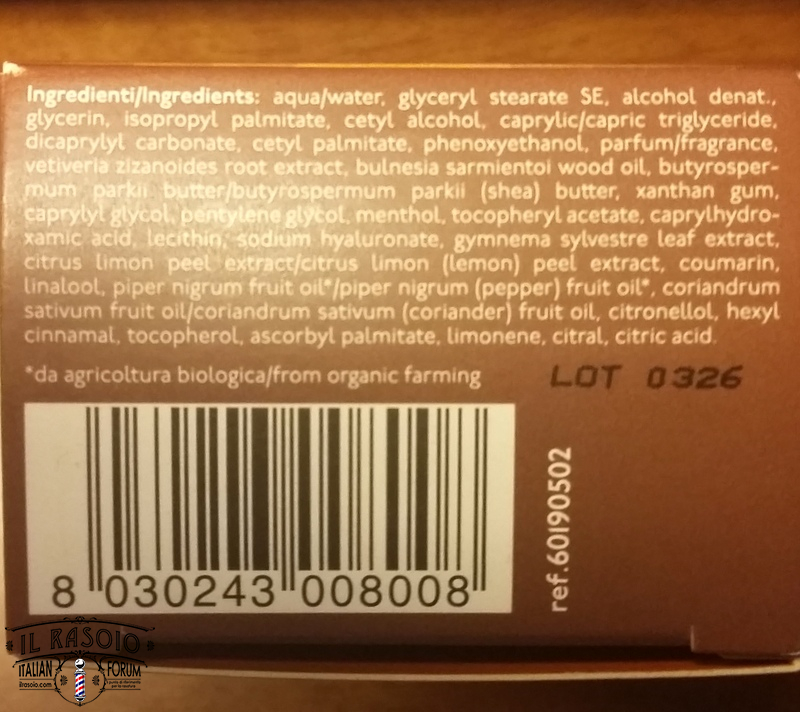 Ingredienti/Ingredients: aqua/water, glyceryl stearate SE, alcohol denat.,
glycerin, isopropyl palmitate, cetyl alcohol, caprylic/capric triglyceride,
dicaprylyl carbonate, cetyl palmitate, phenoxyethanol, parfum/fragrance,
vetiveria zizanoides root extract, bulnesia sarmientoi wood oil, butyrosper-
mum parkii butter/butyrospermum parkii (shea) butter, xanthan gum,
caprylyl glycol, pentylene glycol, menthol, tocopheryl acetate, caprylhydro-
xamic acid, lecithin, sodium hyaluronate, gymnema sylvestre leaf extract,
citrus limon peel extract/citrus limon (lemon) peel extract, coumarin,
linalool, piper nigrum fruit oil*/piper nigrum (pepper) fruit oil*, coriandrum
sativum fruit oil/coriandrum sativum (coriander) fruit oil, citronellol, hexyl
cinnamal, tocopherol, ascorbyl palmitate, limonene, citral, citric acid.
*da agricoltura biologica/from organic farming
LOT 0326
ref.60190502
8 030243 008008
IL RASOIO
ITALIAN FORUM
ilrasoio.com